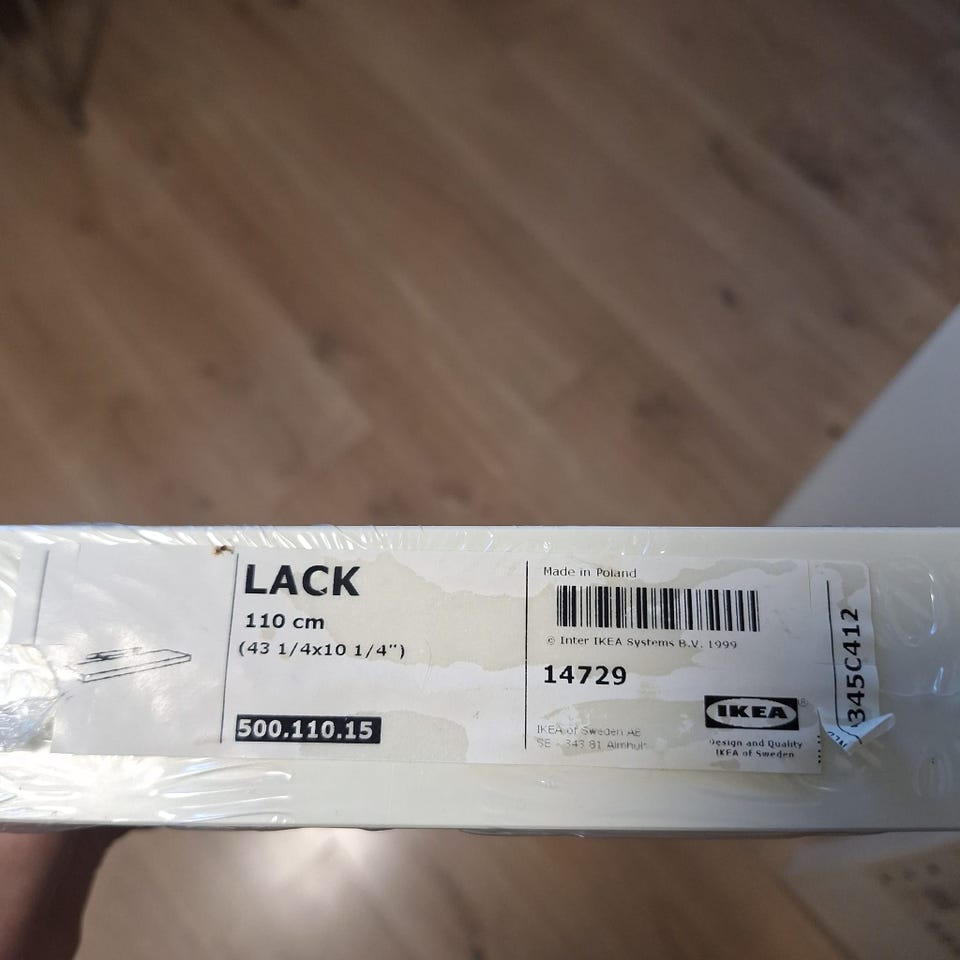 LACK
110 cm
(43 1/4x10 1/4")
500.110.15
Made in Poland
© Inter IKEA Systems B.V. 1999
14729
IKEA of Sweden AB
SE - 343 81 Älmhult
IKEA®
Design and Quality
IKEA of Sweden
345C412